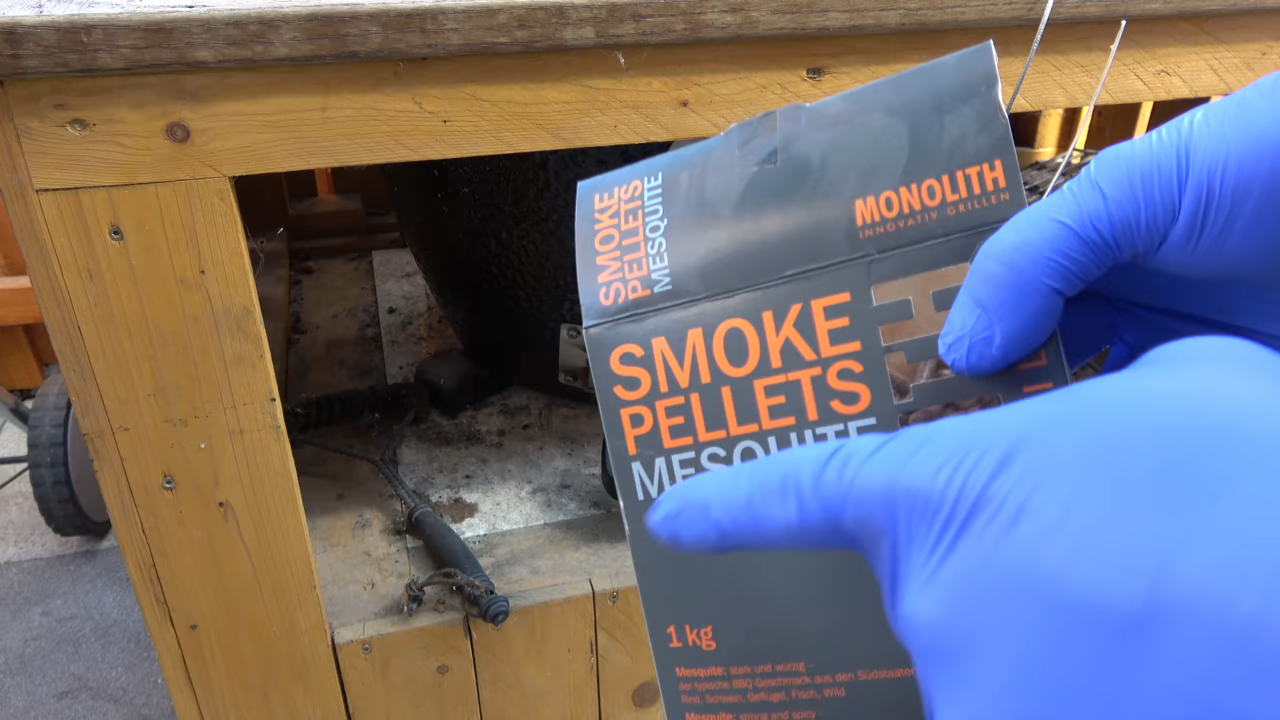 SMOKE
PELLETS
MESQUITE
MONOLITH
INNOVATIV GRILLEN
SMOKE
PELLETS
MESQUITE
1 kg
Mesquite: stark und würzig –
der typische BBQ-Geschmack aus den Südstaaten
Rind, Schwein, Geflügel, Fisch, Wild
Mesquite: strong and spicy -